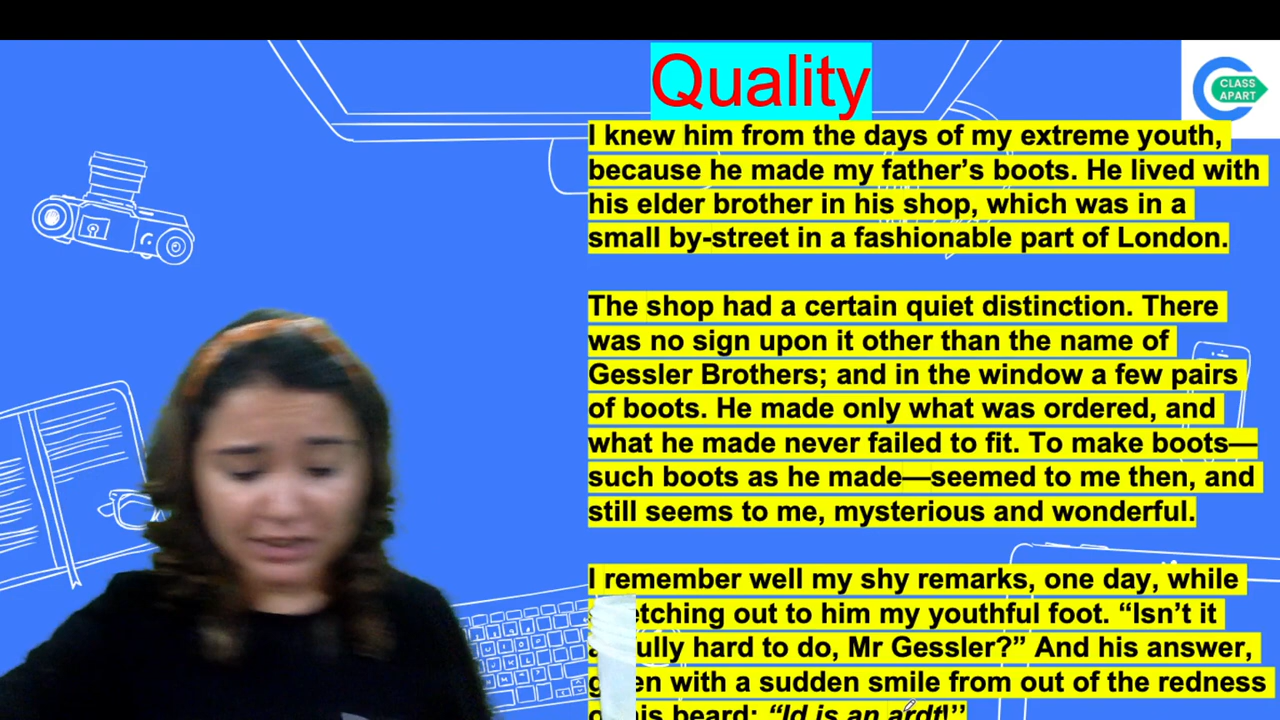 Quality
CLASS
APART
I knew him from the days of my extreme youth,
because he made my father’s boots. He lived with
his elder brother in his shop, which was in a
small by-street in a fashionable part of London.
The shop had a certain quiet distinction. There
was no sign upon it other than the name of
Gessler Brothers; and in the window a few pairs
of boots. He made only what was ordered, and
what he made never failed to fit. To make boots—
such boots as he made—seemed to me then, and
still seems to me, mysterious and wonderful.
I remember well my shy remarks, one day, while
out to him my youthful foot. “Isn’t it
hard to do, Mr Gessler?” And his answer,
with a sudden smile from out of the redness
beard: “Id is an ardt!’’